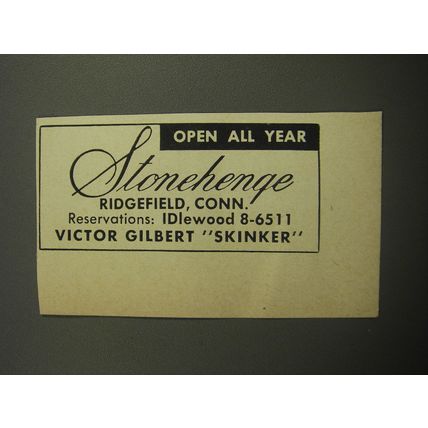 OPEN ALL YEAR
Stonehenge
RIDGEFIELD, CONN.
Reservations: IDlewood 8-6511
VICTOR GILBERT "SKINKER"